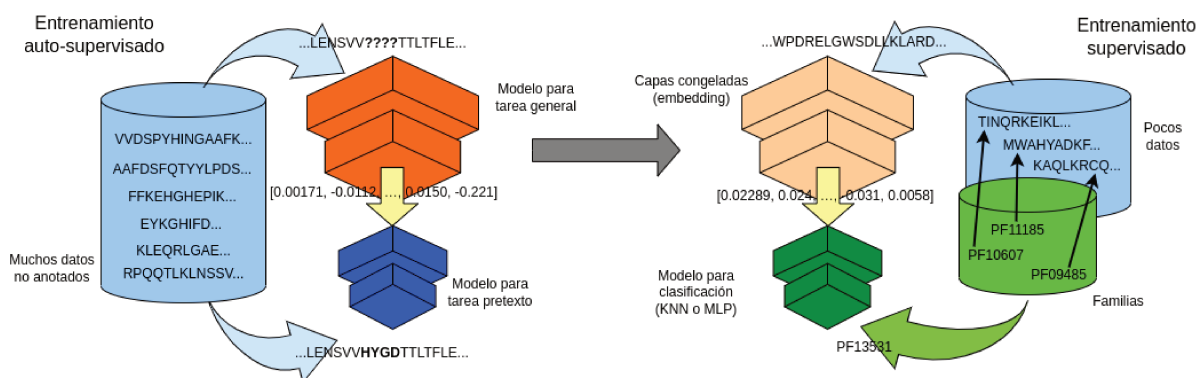 Entrenamiento
auto-supervisado
...LENSVV????TTLTFLE...
VVDSPYHINGAAFK...
AAFDSFQTYYLPDS...
FFKEHGHEPIK...
EYKGHIFD...
KLEQRLGAE...
RPQQTLKLNSSV...
Muchos datos
no anotados
Modelo para
tarea general
[0.00171, -0.0112, ..., 0.0150, -0.221]
Modelo para
tarea pretexto
...LENSVVHYGDTTLTFLE...
...WPDRELGWSDLLKLARD...
Entrenamiento
supervisado
Capas congeladas
(embedding)
TINQRKEIKL...
MWAHYADKF...
KAQLKRCQ...
Pocos
datos
[0.02289, 0.024, ..., -0.031, 0.0058]
PF11185
PF10607
PF09485
Modelo para
clasificación
(KNN o MLP)
Familias
PF13531